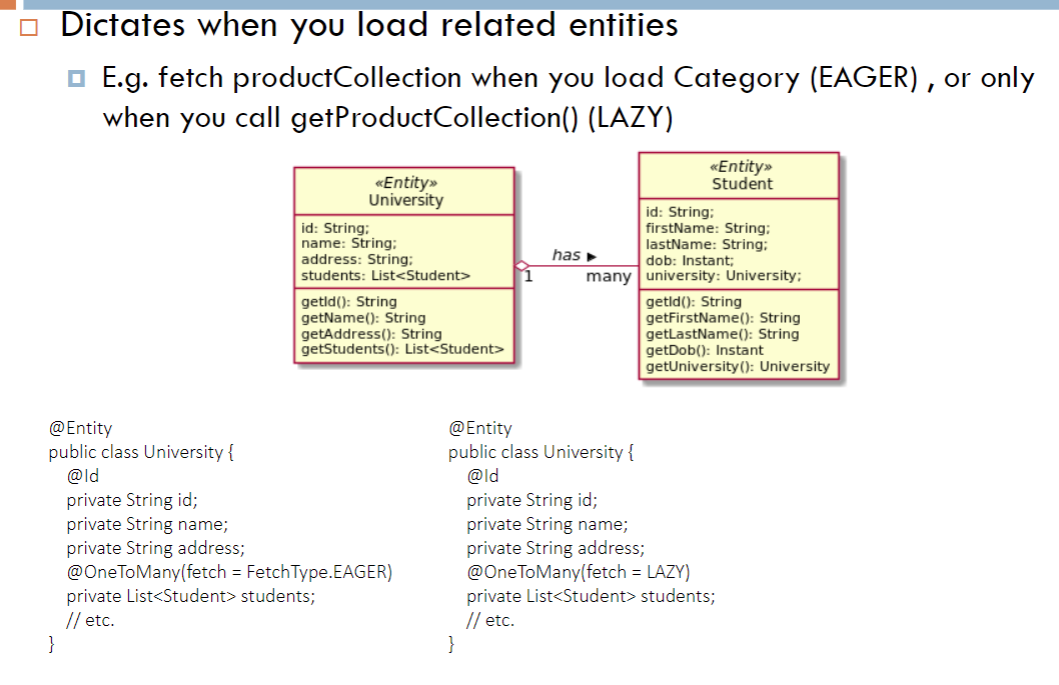 Dictates when you load related entities
E.g. fetch productCollection when you load Category (EAGER) , or only
when you call getProductCollection() (LAZY)
«Entity»
University
id: String;
name: String;
address: String;
students: List<Student>
getId(): String
getName(): String
getAddress(): String
getStudents(): List<Student>
has ▶
1
many
«Entity»
Student
id: String;
firstName: String;
lastName: String;
dob: Instant;
university: University;
getId(): String
getFirstName(): String
getLastName(): String
getDob(): Instant
getUniversity(): University
@Entity
public class University {
@Id
private String id;
private String name;
private String address;
@OneToMany(fetch = FetchType.EAGER)
private List<Student> students;
// etc.
}
@Entity
public class University {
@Id
private String id;
private String name;
private String address;
@OneToMany(fetch = LAZY)
private List<Student> students;
// etc.
}